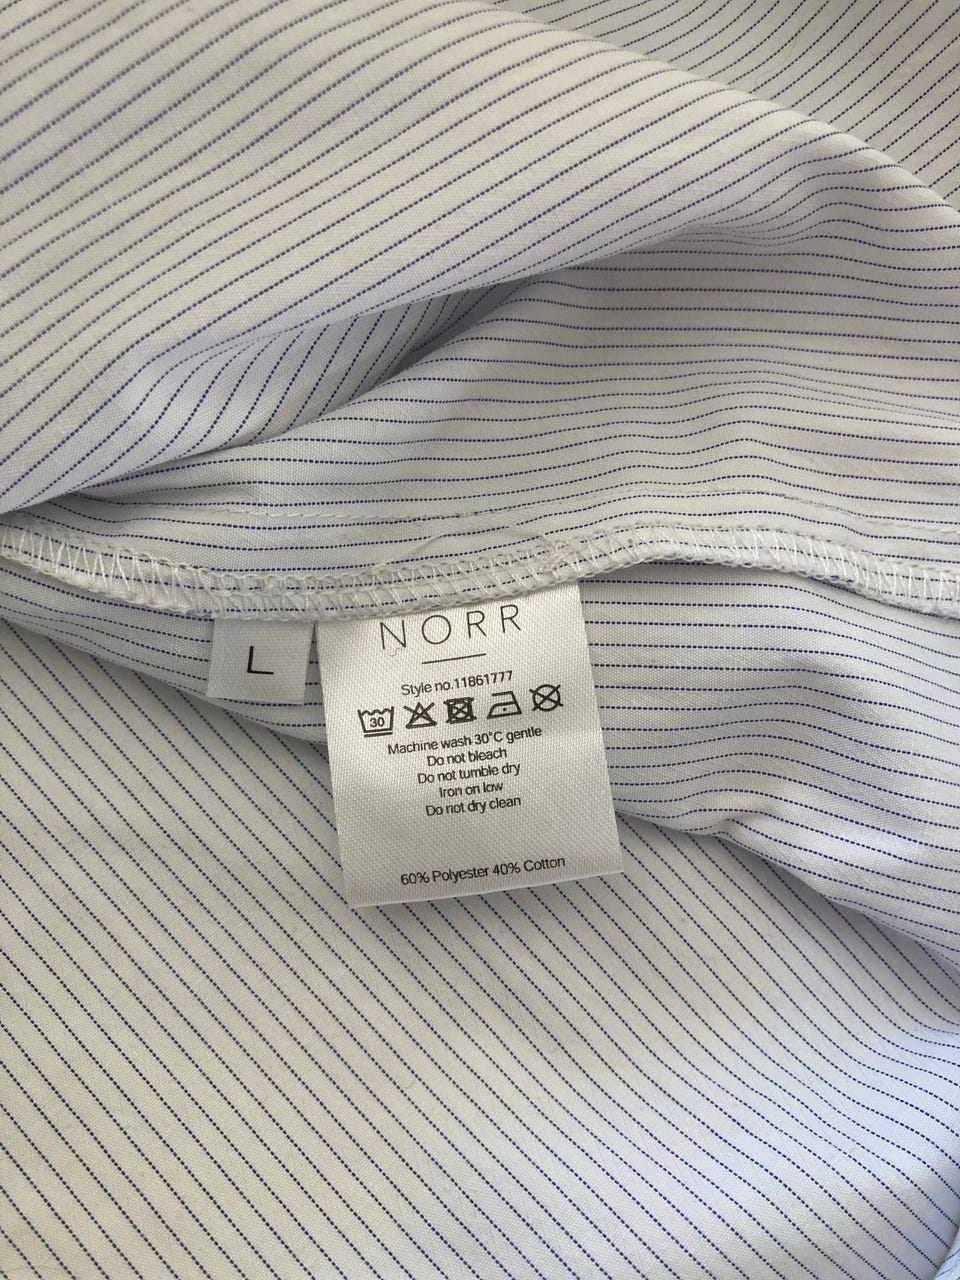 NORR
L
Style no.11861777
30
Machine wash 30°C gentle
Do not bleach
Do not tumble dry
Iron on low
Do not dry clean
60% Polyester 40% Cotton